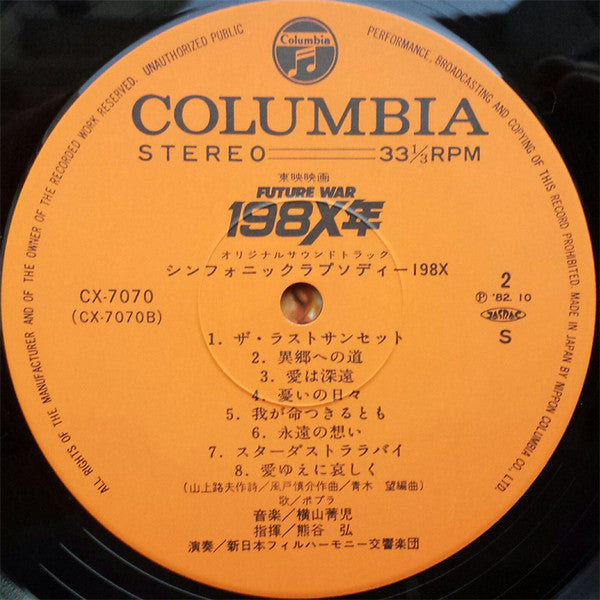 ALL RIGHTS OF THE MANUFACTURER AND OF THE OWNER OF THE RECORDED WORK RESERVED. UNAUTHORIZED PUBLIC PERFORMANCE, BROADCASTING AND COPYING OF THIS RECORD PROHIBITED. MADE IN JAPAN BY NIPPON COLUMBIA CO., LTD.
Columbia
COLUMBIA
STEREO 33⅓RPM
東映映画
FUTURE WAR
198X年
オリジナルサウンドトラック
シンフォニックラプソディー198X
CX-7070
(CX-7070B)
2
Ⓟ '82. 10
JASRAC
S
1. ザ・ラストサンセット
2. 異郷への道
3. 愛は深遠
4. 憂いの日々
5. 我が命つきるとも
6. 永遠の想い
7. スターダストララバイ
8. 愛ゆえに哀しく
(山上路夫作詩/馬戸慎介作曲/青木 望編曲)
歌/ポプラ
音楽/横山菁児
指揮/熊谷 弘
演奏/新日本フィルハーモニー交響楽団